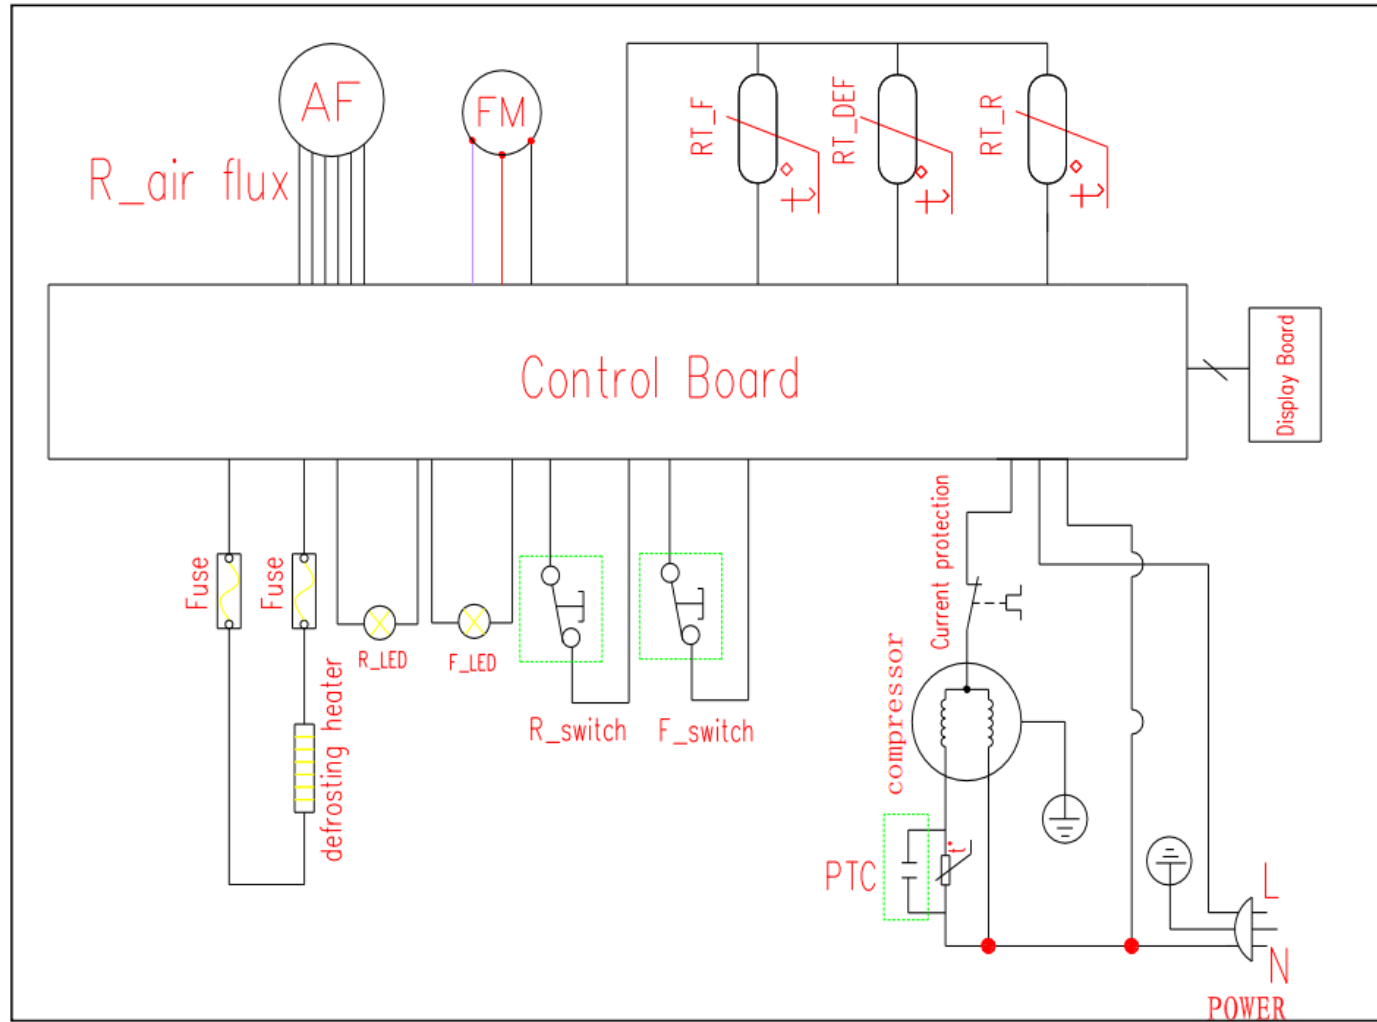 AF
FM
RT_F
t°
RT_DEF
t°
RT_R
t°
R_air flux
Control Board
Display Board
Fuse
Fuse
R_LED
F_LED
defrosting heater
R_switch
F_switch
Current protection
compressor
PTC
t°
L
N
POWER